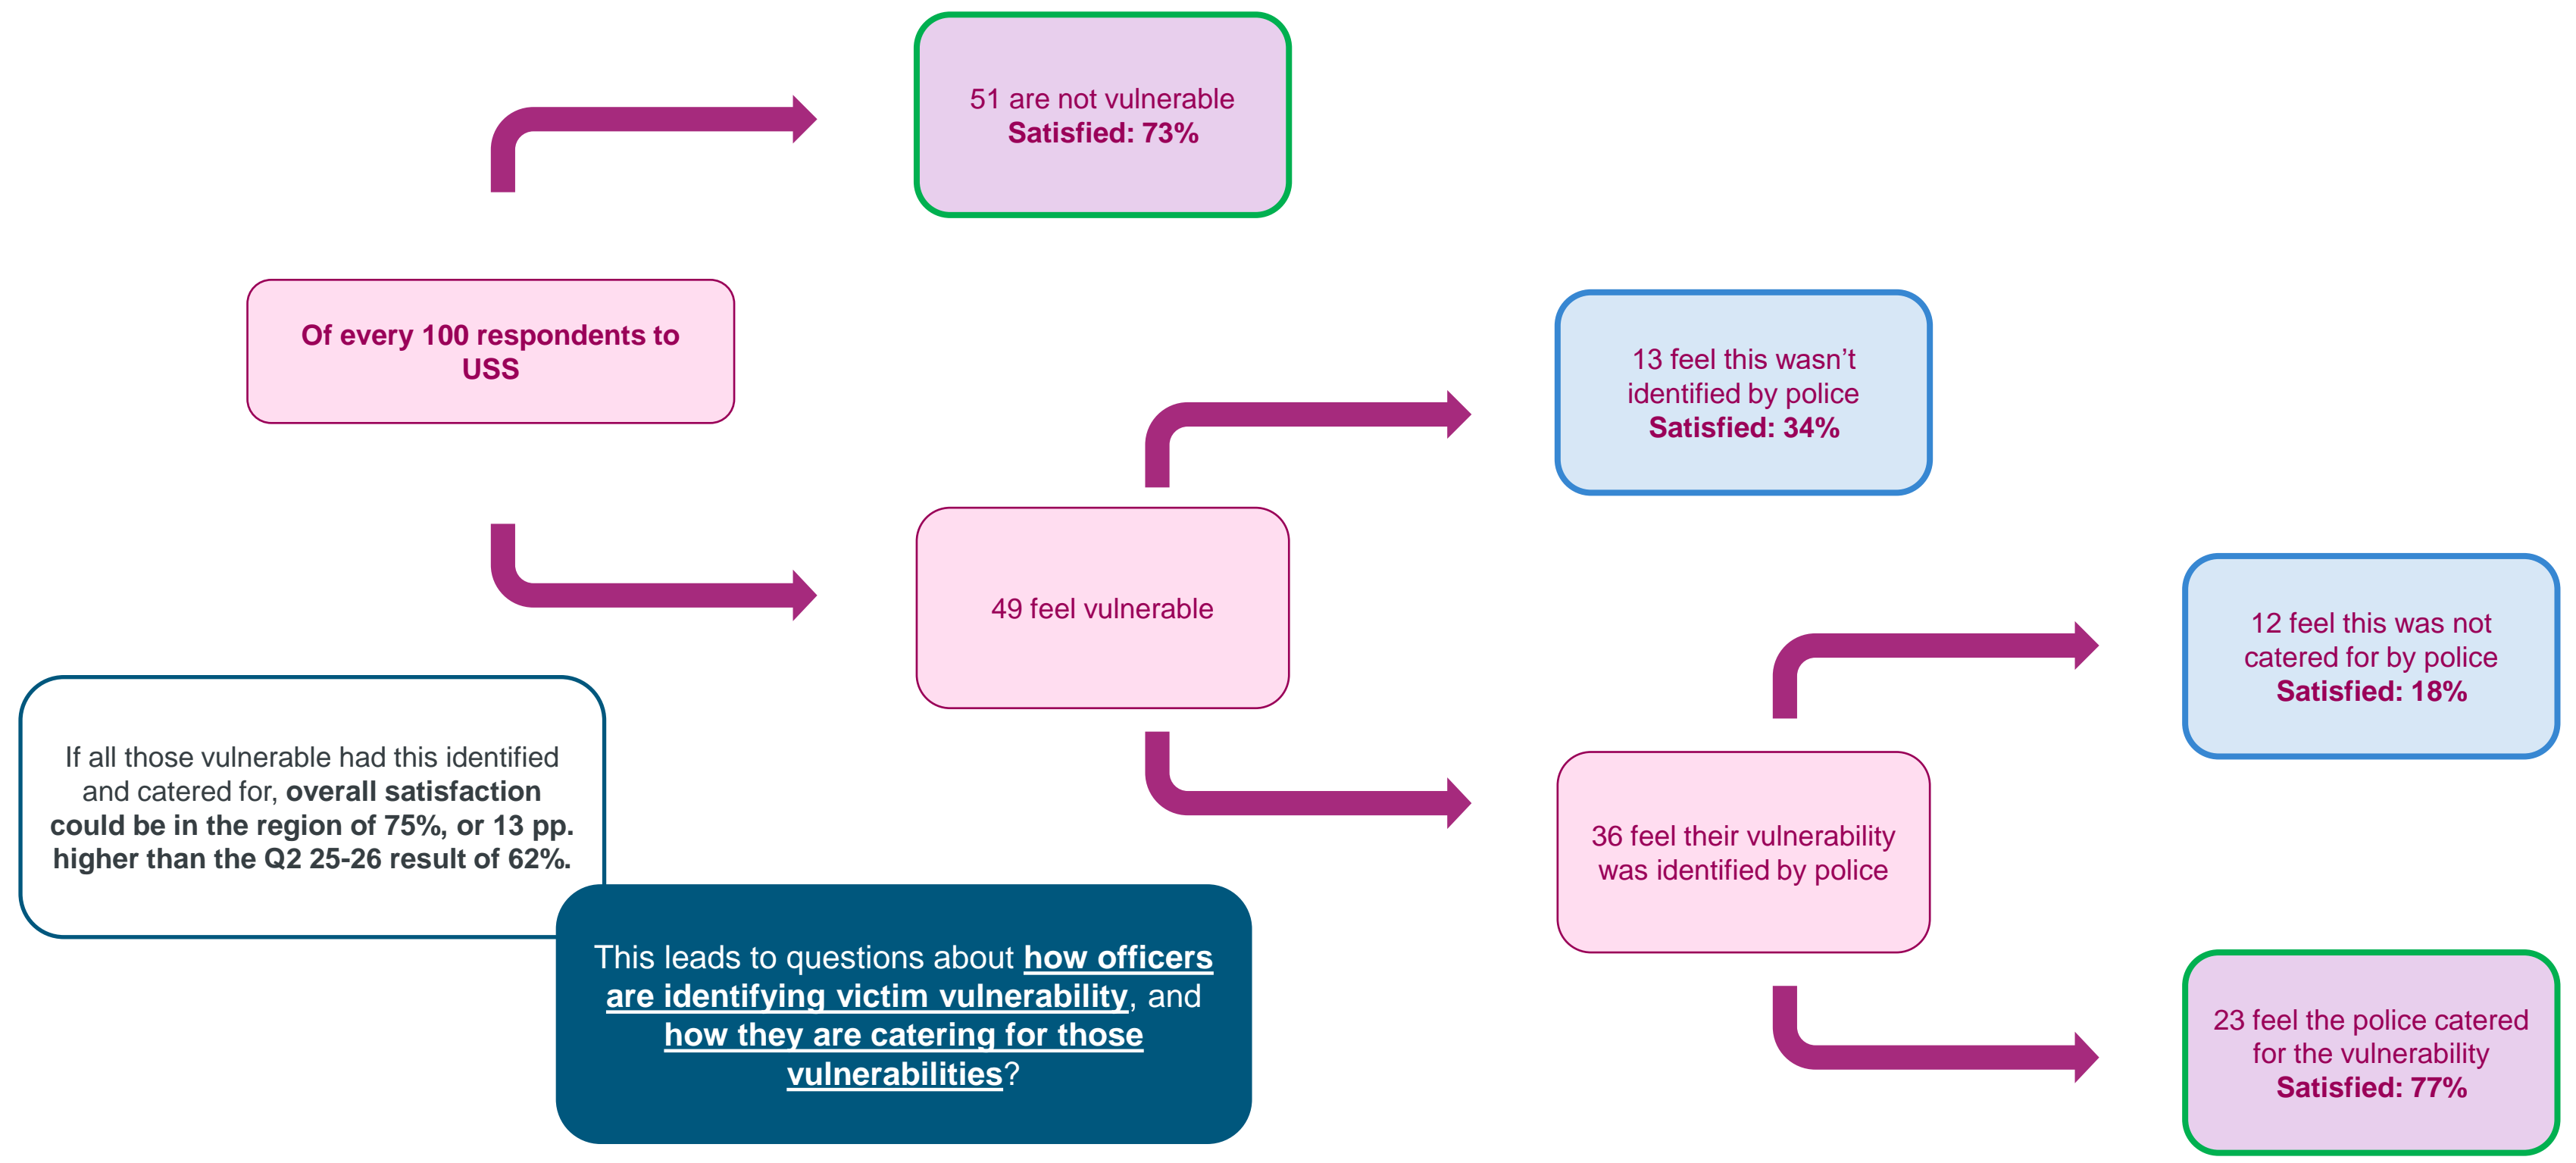 51 are not vulnerable
Satisfied: 73%
Of every 100 respondents to
USS
13 feel this wasn’t
identified by police
Satisfied: 34%
49 feel vulnerable
12 feel this was not
catered for by police
Satisfied: 18%
36 feel their vulnerability
was identified by police
23 feel the police catered
for the vulnerability
Satisfied: 77%
If all those vulnerable had this identified
and catered for, overall satisfaction
could be in the region of 75%, or 13 pp.
higher than the Q2 25-26 result of 62%.
This leads to questions about how officers
are identifying victim vulnerability, and
how they are catering for those
vulnerabilities?